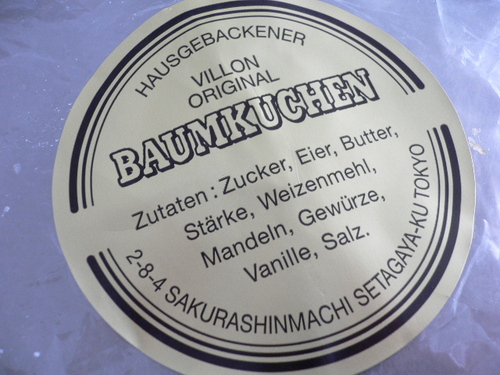 HAUSGEBACKENER
VILLON
ORIGINAL
BAUMKUCHEN
Zutaten: Zucker, Eier, Butter,
Stärke, Weizenmehl,
Mandeln, Gewürze,
Vanille, Salz.
2-8-4 SAKURASHINMACHI SETAGAYA-KU TOKYO